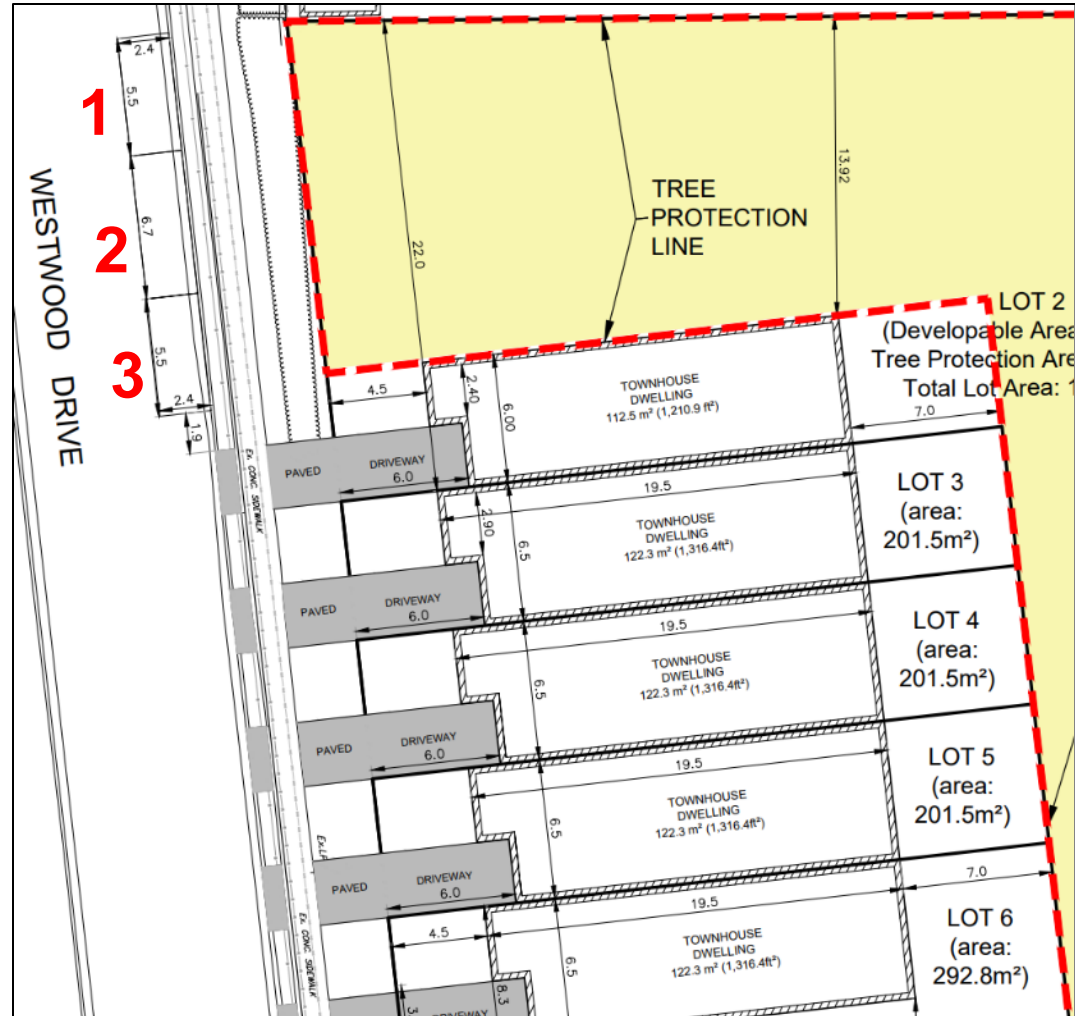 2.4
1
5.5
WESTWOOD DRIVE
2
6.7
3
5.5
2.4
1.9
22.0
13.92
TREE
PROTECTION
LINE
LOT 2
(Developable Area
Tree Protection Are
Total Lot Area: 1
4.5
2.40
6.00
TOWNHOUSE
DWELLING
112.5 m² (1,210.9 ft²)
7.0
PAVED
DRIVEWAY
6.0
Ex. CONC. SIDEWALK
19.5
2.90
6.5
TOWNHOUSE
DWELLING
122.3 m² (1,316.4ft²)
LOT 3
(area:
201.5m²)
PAVED
DRIVEWAY
6.0
19.5
6.5
TOWNHOUSE
DWELLING
122.3 m² (1,316.4ft²)
LOT 4
(area:
201.5m²)
PAVED
DRIVEWAY
6.0
19.5
6.5
TOWNHOUSE
DWELLING
122.3 m² (1,316.4ft²)
LOT 5
(area:
201.5m²)
PAVED
DRIVEWAY
6.0
4.5
19.5
7.0
6.5
TOWNHOUSE
DWELLING
122.3 m² (1,316.4ft²)
LOT 6
(area:
292.8m²)
Ex. CONC. SIDEWALK
8.3
3
DRIVEWAY